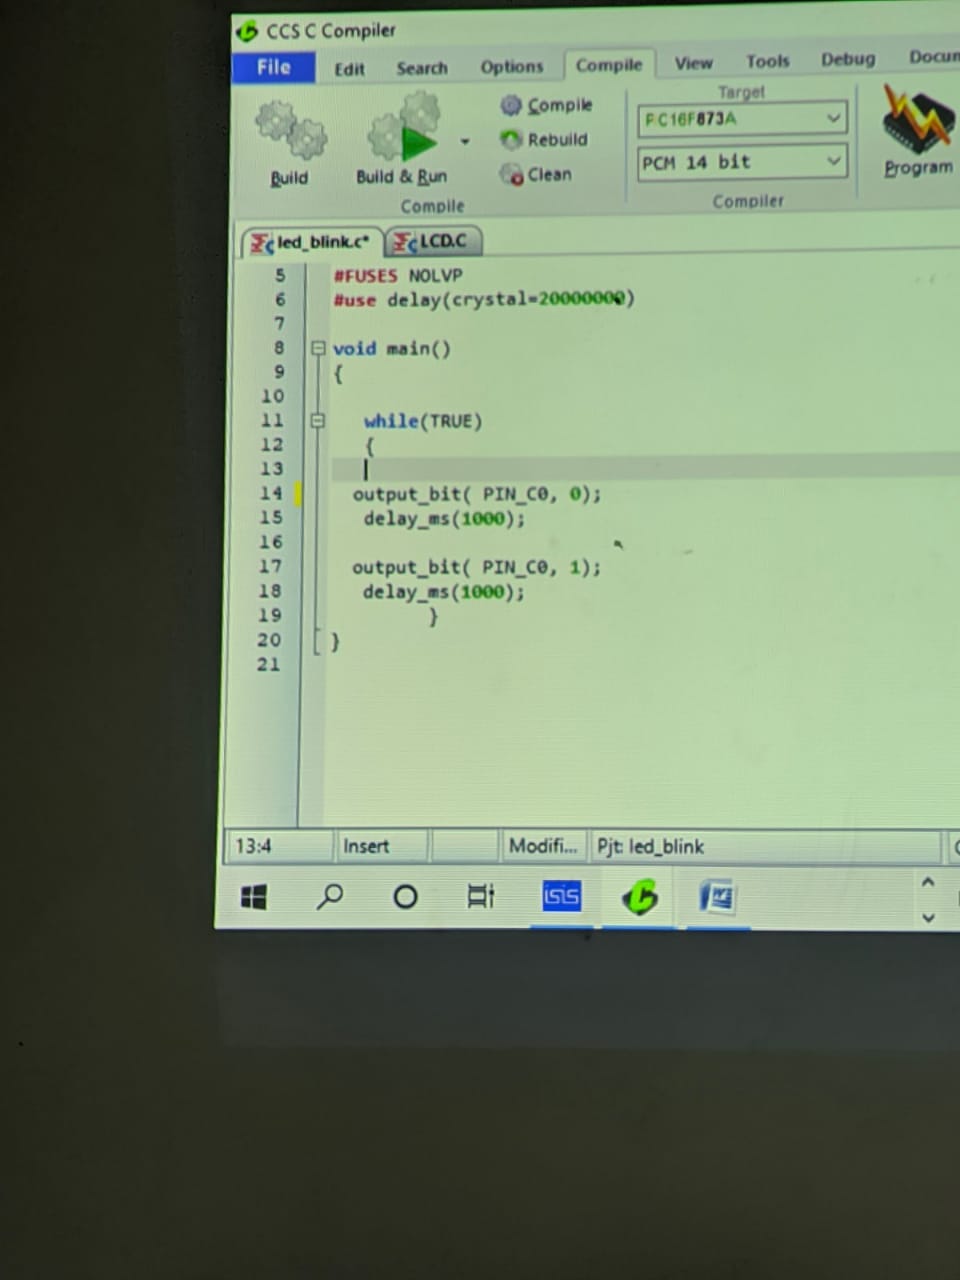 CCS C Compiler
File Edit Search Options Compile View Tools Debug Docum
Build
Build & Run
Compile
Rebuild
Clean
Compile
Target
PIC16F873A
PCM 14 bit
Compiler
Program
led_blink.c* LCD.C
5 #FUSES NOLVP
6 #use delay(crystal=20000000)
7
8 void main()
9 {
10
11 while(TRUE)
12 {
13
14 output_bit( PIN_C0, 0);
15 delay_ms(1000);
16
17 output_bit( PIN_C0, 1);
18 delay_ms(1000);
19 }
20 }
21
13:4 Insert Modifi... Pjt: led_blink
isis